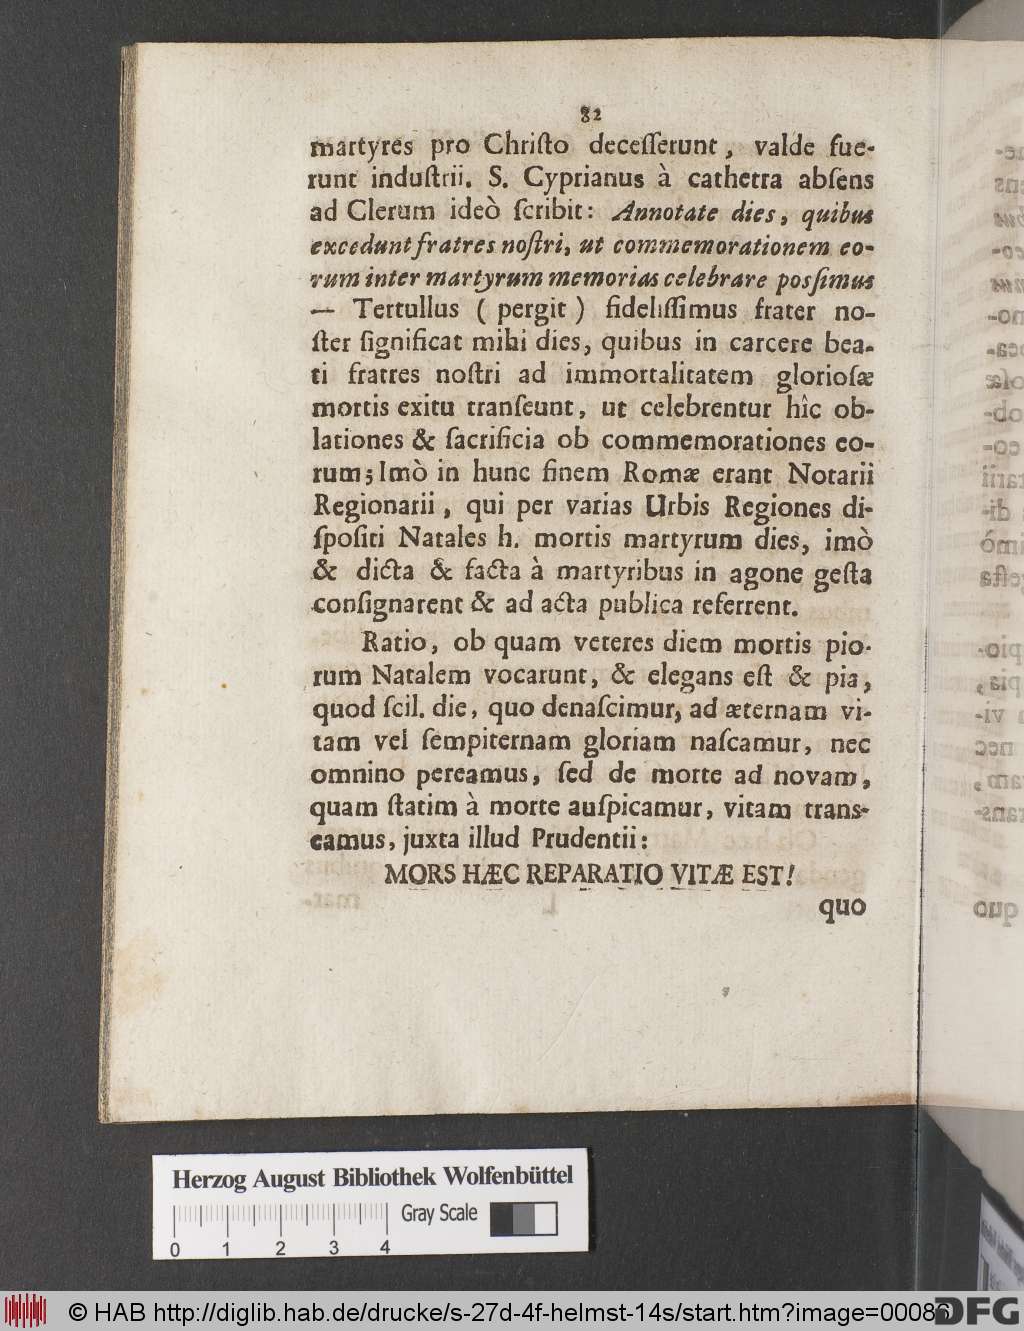 82
martyres pro Chriſto deceſſerunt, valde fue-
runt induſtrii. S. Cyprianus à cathetra abſens
ad Clerum ideò ſcribit: Annotate dies, quibus
excedunt fratres noſtri, ut commemorationem eo-
rum inter martyrum memorias celebrare poſſimus
— Tertullus ( pergit ) fideliſſimus frater no-
ſter ſignificat mihi dies, quibus in carcere bea-
ti fratres noſtri ad immortalitatem glorioſæ
mortis exitu tranſeunt, ut celebrentur hîc ob-
lationes & ſacrificia ob commemorationes eo-
rum; Imò in hunc finem Romæ erant Notarii
Regionarii, qui per varias Urbis Regiones di-
ſpoſiti Natales h. mortis martyrum dies, imò
& dicta & facta à martyribus in agone geſta
conſignarent & ad acta publica referrent.
Ratio, ob quam veteres diem mortis pio-
rum Natalem vocarunt, & elegans eſt & pia,
quod ſcil. die, quo denaſcimur, ad æternam vi-
tam vel ſempiternam gloriam naſcamur, nec
omnino pereamus, ſed de morte ad novam,
quam ſtatim à morte auſpicamur, vitam trans-
eamus, juxta illud Prudentii:
MORS HÆC REPARATIO VITÆ EST!
quo
Herzog August Bibliothek Wolfenbüttel
Gray Scale
0 1 2 3 4
© HAB http://diglib.hab.de/drucke/s-27d-4f-helmst-14s/start.htm?image=00086
DFG